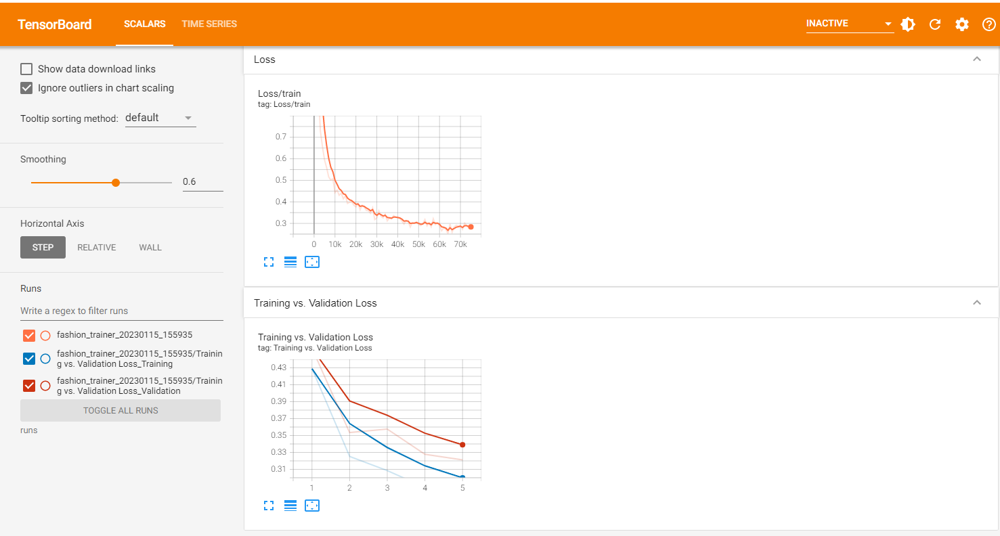 TensorBoard
SCALARS
TIME SERIES
INACTIVE
Show data download links
Ignore outliers in chart scaling
Tooltip sorting method:
default
Smoothing
0.6
Horizontal Axis
STEP
RELATIVE
WALL
Runs
Write a regex to filter runs
fashion_trainer_20230115_155935
fashion_trainer_20230115_155935/Trainin
g vs. Validation Loss_Training
fashion_trainer_20230115_155935/Trainin
g vs. Validation Loss_Validation
TOGGLE ALL RUNS
runs
Loss
Loss/train
tag: Loss/train
0.7
0.6
0.5
0.4
0.3
0 10k 20k 30k 40k 50k 60k 70k
Training vs. Validation Loss
Training vs. Validation Loss
tag: Training vs. Validation Loss
0.43
0.41
0.39
0.37
0.35
0.33
0.31
1 2 3 4 5